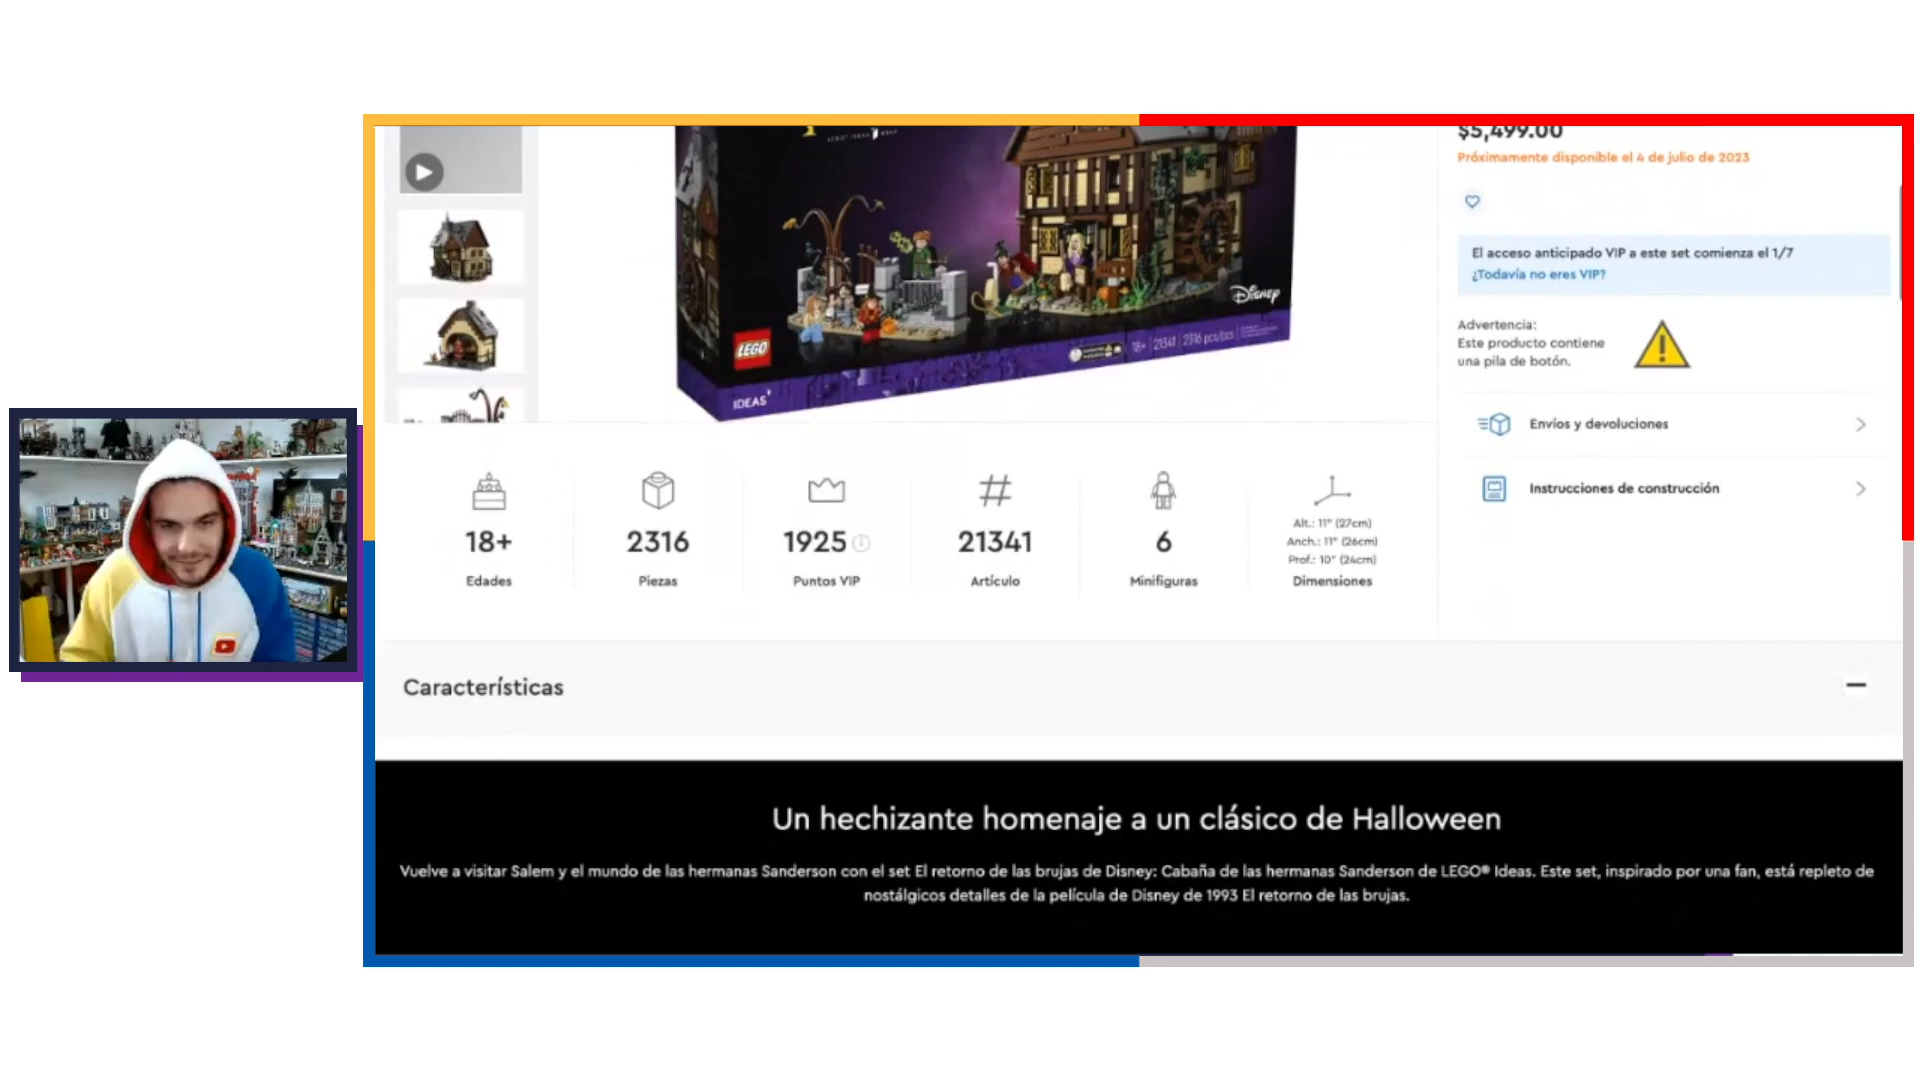 $5,499.00
Próximamente disponible el 4 de julio de 2023
El acceso anticipado VIP a este set comienza el 1/7
¿Todavía no eres VIP?
Advertencia:
Este producto contiene
una pila de botón.
Envíos y devoluciones
Instrucciones de construcción
Disney
LEGO
IDEAS
18+ 21341 2316 pcs/pzs
18+
Edades
2316
Piezas
1925
Puntos VIP
21341
Artículo
6
Minifiguras
Alt.: 11" (27cm)
Anch.: 11" (26cm)
Prof.: 10" (24cm)
Dimensiones
Características
Un hechizante homenaje a un clásico de Halloween
Vuelve a visitar Salem y el mundo de las hermanas Sanderson con el set El retorno de las brujas de Disney: Cabaña de las hermanas Sanderson de LEGO® Ideas. Este set, inspirado por una fan, está repleto de
nostálgicos detalles de la película de Disney de 1993 El retorno de las brujas.